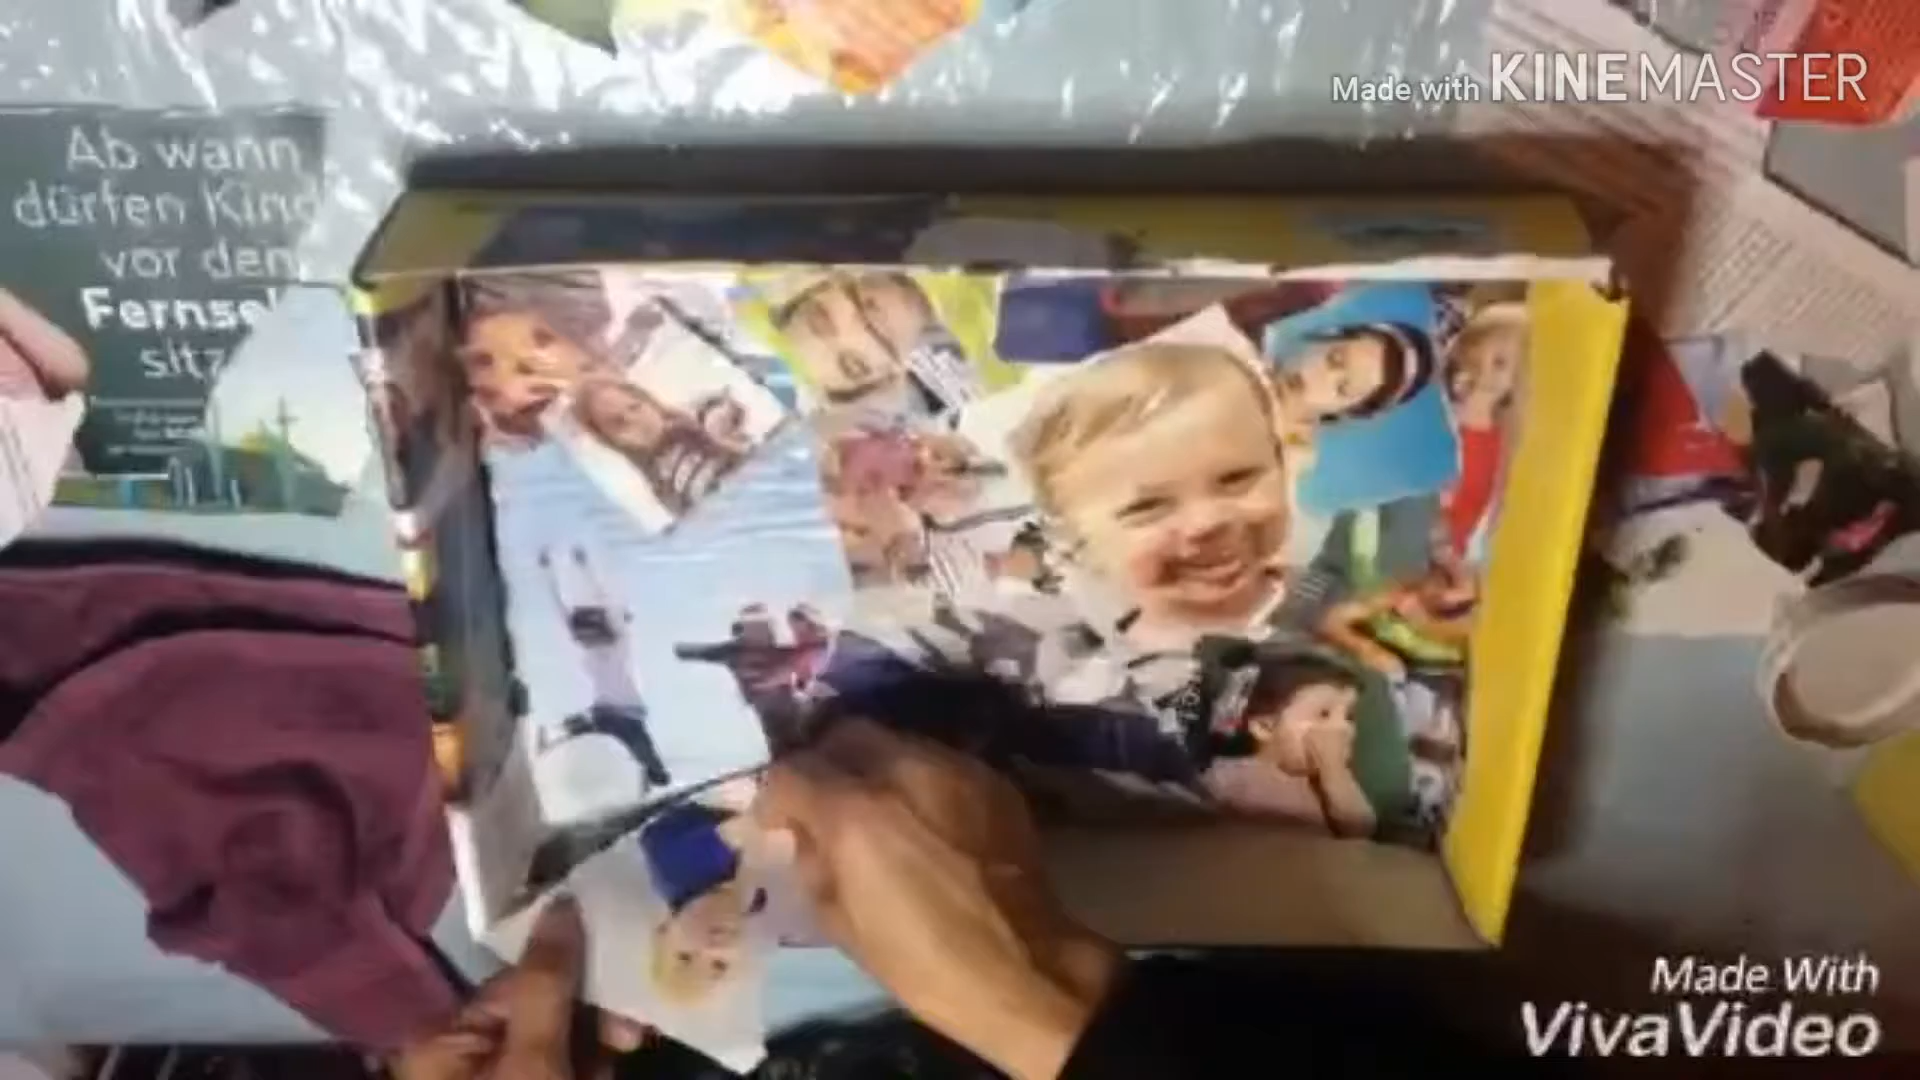 Made with KINEMASTER
Ab wann
dürfen Kind
vor den
Fernse
sitz
Made With
VivaVideo